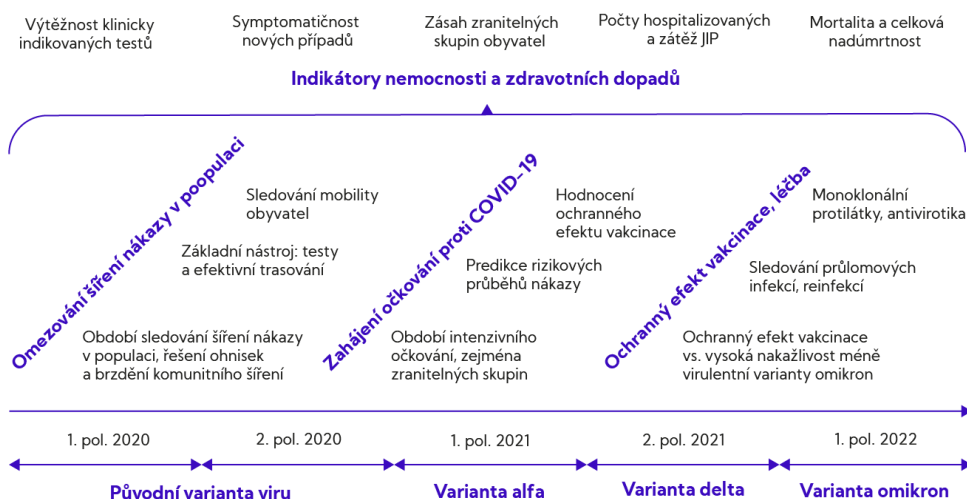 Výtěžnost klinicky
indikovaných testů
Symptomatičnost
nových případů
Zásah zranitelných
skupin obyvatel
Počty hospitalizovaných
a zátěž JIP
Mortalita a celková
nadúmrtnost
Indikátory nemocnosti a zdravotních dopadů
Omezování šíření nákazy v poopulaci
Sledování mobility
obyvatel
Základní nástroj: testy
a efektivní trasování
Období sledování šíření nákazy
v populaci, řešení ohnisek
a brzdění komunitního šíření
Zahájení očkování proti COVID-19
Hodnocení
ochranného
efektu vakcinace
Predikce rizikových
průběhů nákazy
Období intenzivního
očkování, zejména
zranitelných skupin
Ochranný efekt vakcinace, léčba
Monoklonální
protilátky, antivirotika
Sledování průlomových
infekcí, reinfekcí
Ochranný efekt vakcinace
vs. vysoká nakažlivost méně
virulentní varianty omikron
1. pol. 2020
2. pol. 2020
1. pol. 2021
2. pol. 2021
1. pol. 2022
Původní varianta viru
Varianta alfa
Varianta delta
Varianta omikron